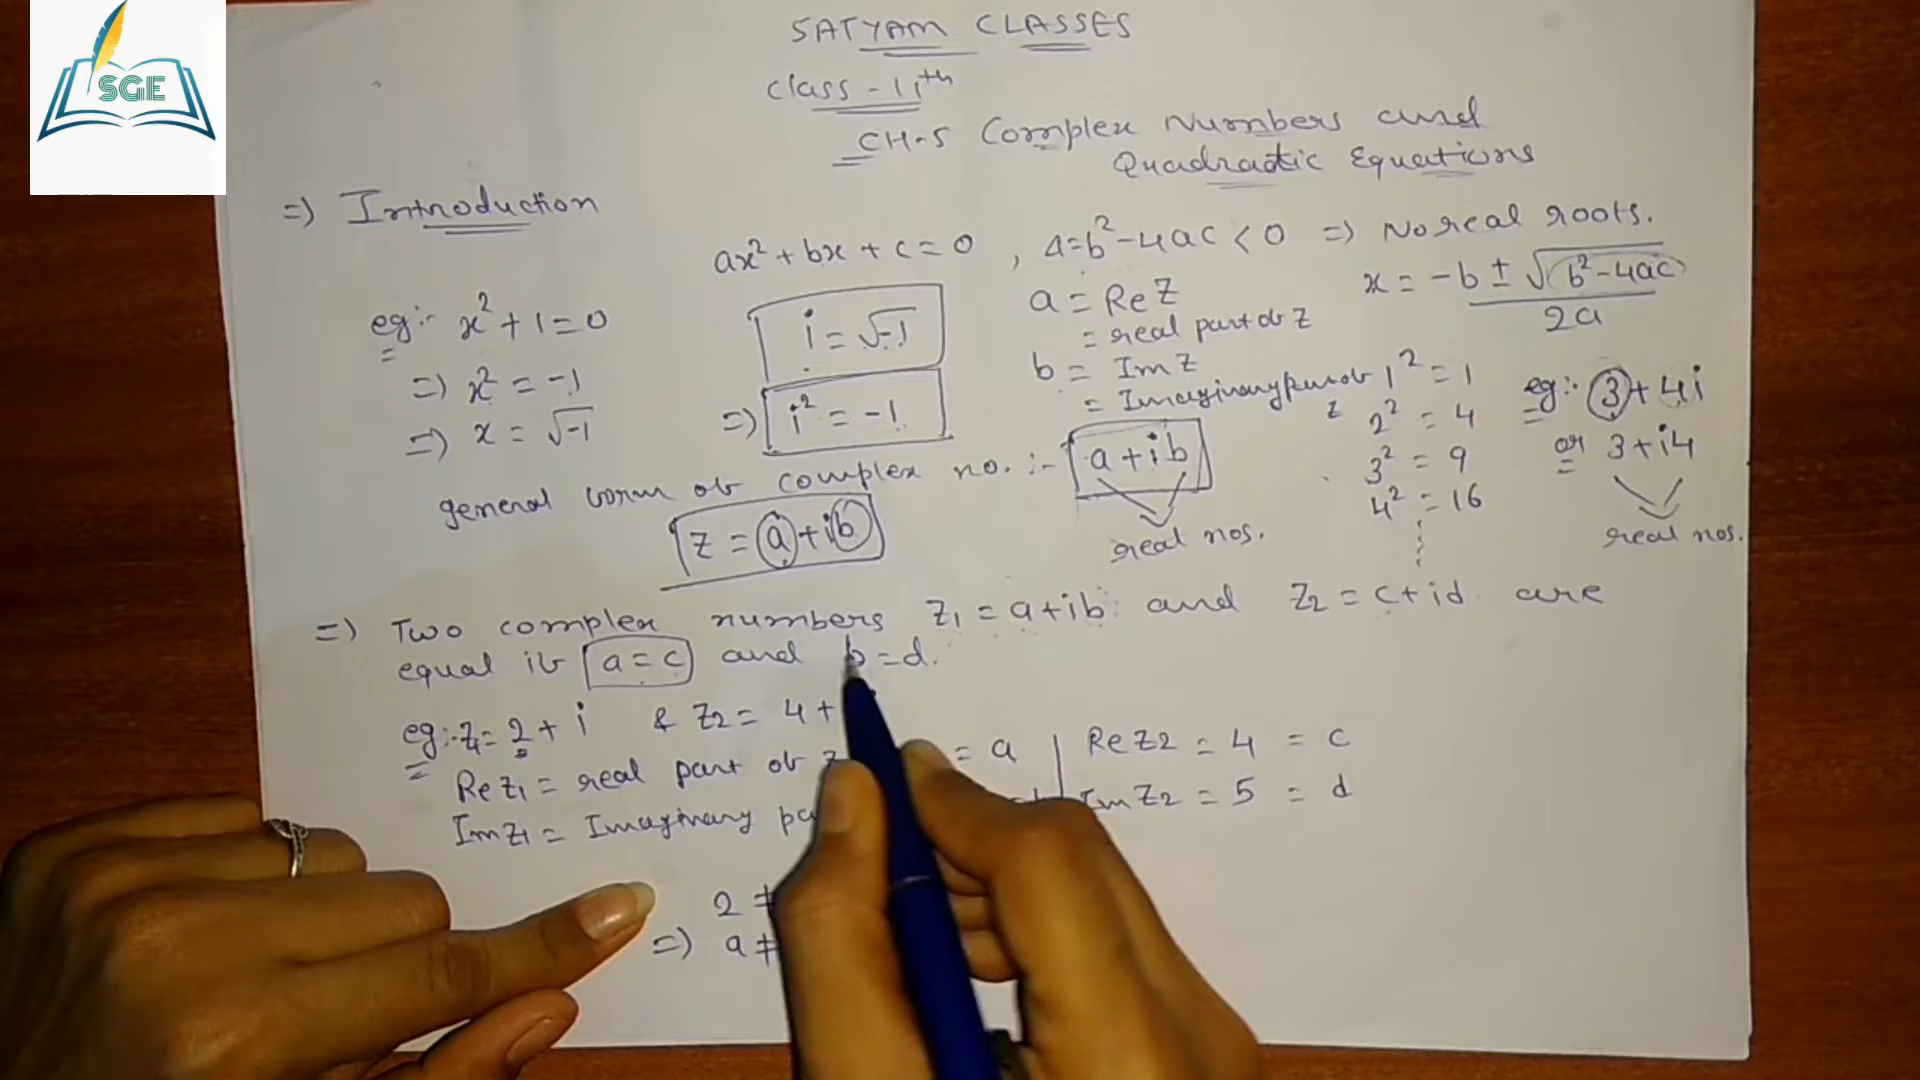 SGE
SATYAM CLASSES
Class - 11th
CH-5 Complex Numbers and
Quadratic Equations
=) Introduction
ax² + bx + c = 0 , Δ=b²-4ac < 0 => No real roots.
eg:- x² + 1 = 0
=) x² = -1
=) x = √-1
i = √-1
=) i² = -1
a = Re Z
= real part of Z
b = Im Z
= Imaginary part of
z
x = -b ± √b²-4ac
2a
1² = 1
2² = 4
3² = 9
4² = 16
eg:- 3 + 4i
or 3 + i4
real nos.
general form of complex no. :- a + ib
real nos.
z = a + ib
=) Two complex numbers Z1 = a + ib and Z2 = c + id are
equal if a = c and b = d.
eg:- Z1 = 2 + i & Z2 = 4 +
Re Z1 = real part of Z = a
Im Z1 = Imaginary
Re Z2 = 4 = c
Im Z2 = 5 = d
2 ≠
=) a ≠